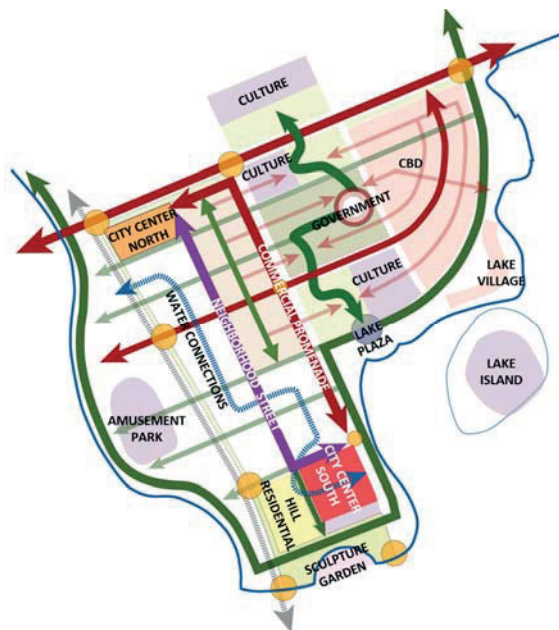 CULTURE
CULTURE
CBD
GOVERNMENT
CITY CENTER
NORTH
COMMERCIAL PROMENADE
CULTURE
LAKE
VILLAGE
WATER CONNECTIONS
NEIGHBORHOOD STREET
LAKE
PLAZA
LAKE
ISLAND
AMUSEMENT
PARK
CITY CENTER
SOUTH
HILL
RESIDENTIAL
SCULPTURE
GARDEN